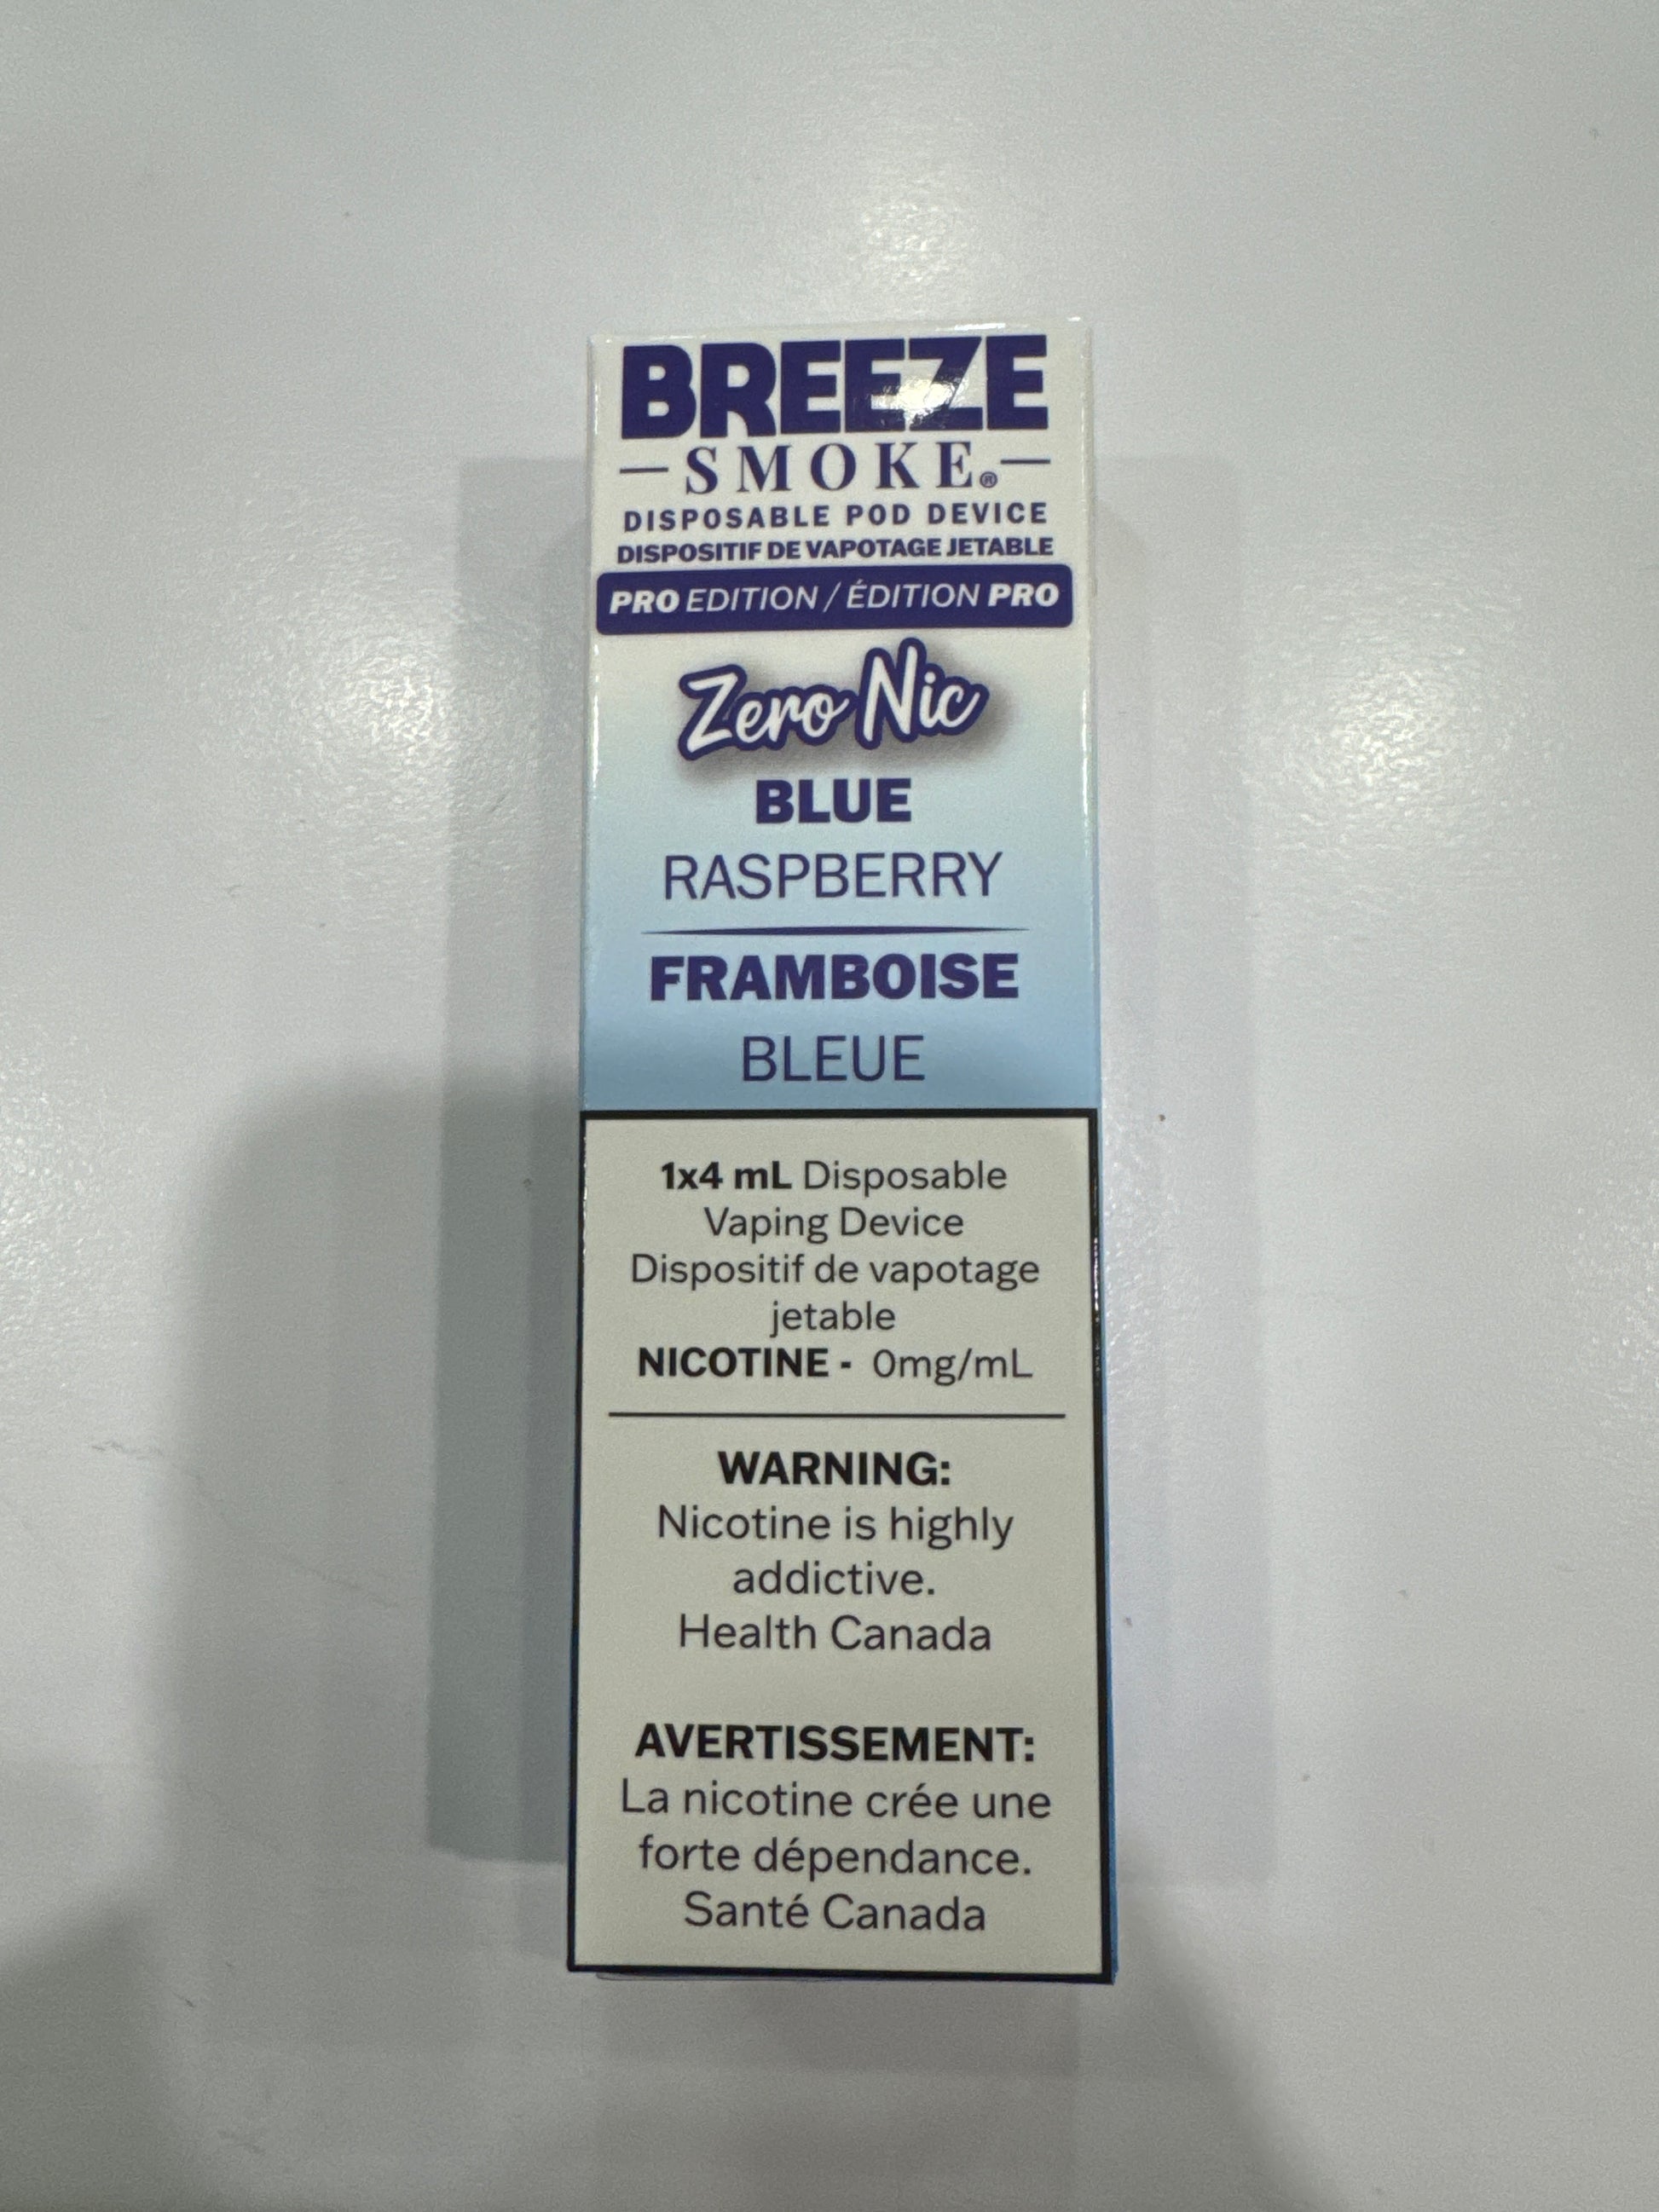 BREEZE
SMOKE®
DISPOSABLE POD DEVICE
DISPOSITIF DE VAPOTAGE JETABLE
PRO EDITION / ÉDITION PRO
Zero Nic
BLUE
RASPBERRY
FRAMBOISE
BLEUE
1x4 mL Disposable
Vaping Device
Dispositif de vapotage
jetable
NICOTINE - 0mg/mL
WARNING:
Nicotine is highly
addictive.
Health Canada
AVERTISSEMENT:
La nicotine crée une
forte dépendance.
Santé Canada